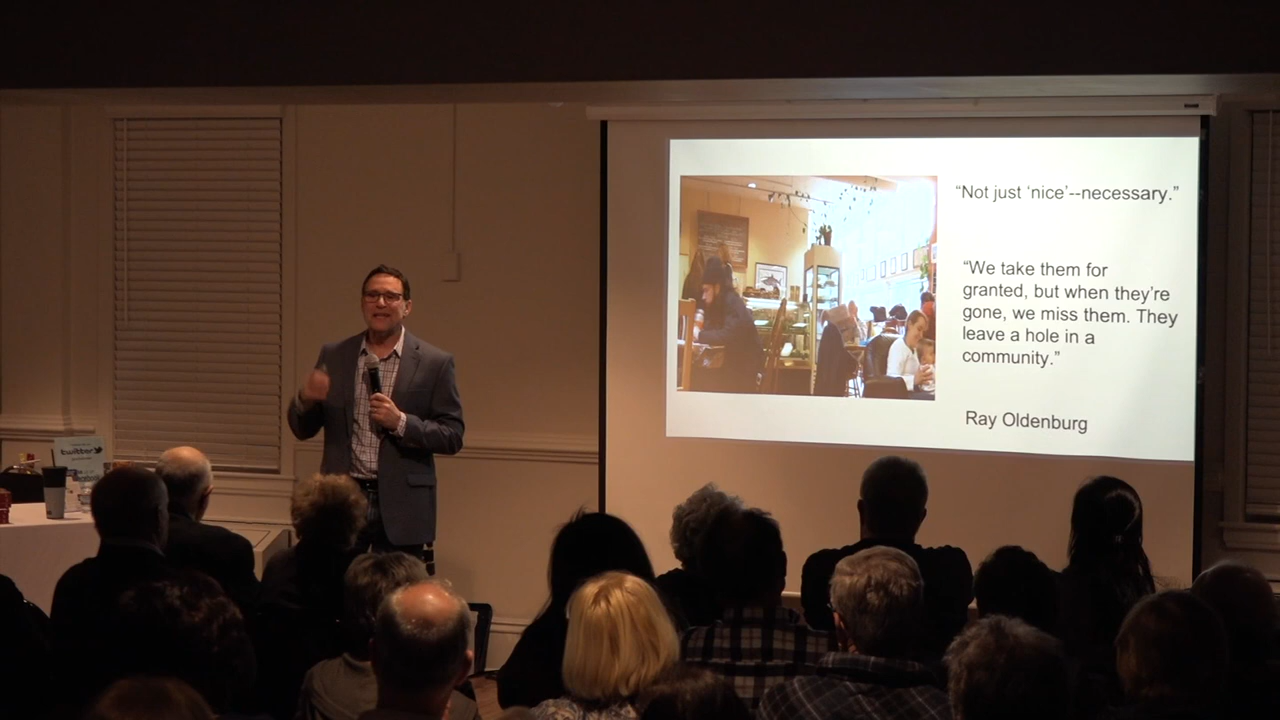 “Not just ‘nice’--necessary.”
“We take them for
granted, but when they’re
gone, we miss them. They
leave a hole in a
community.”
Ray Oldenburg
twitter